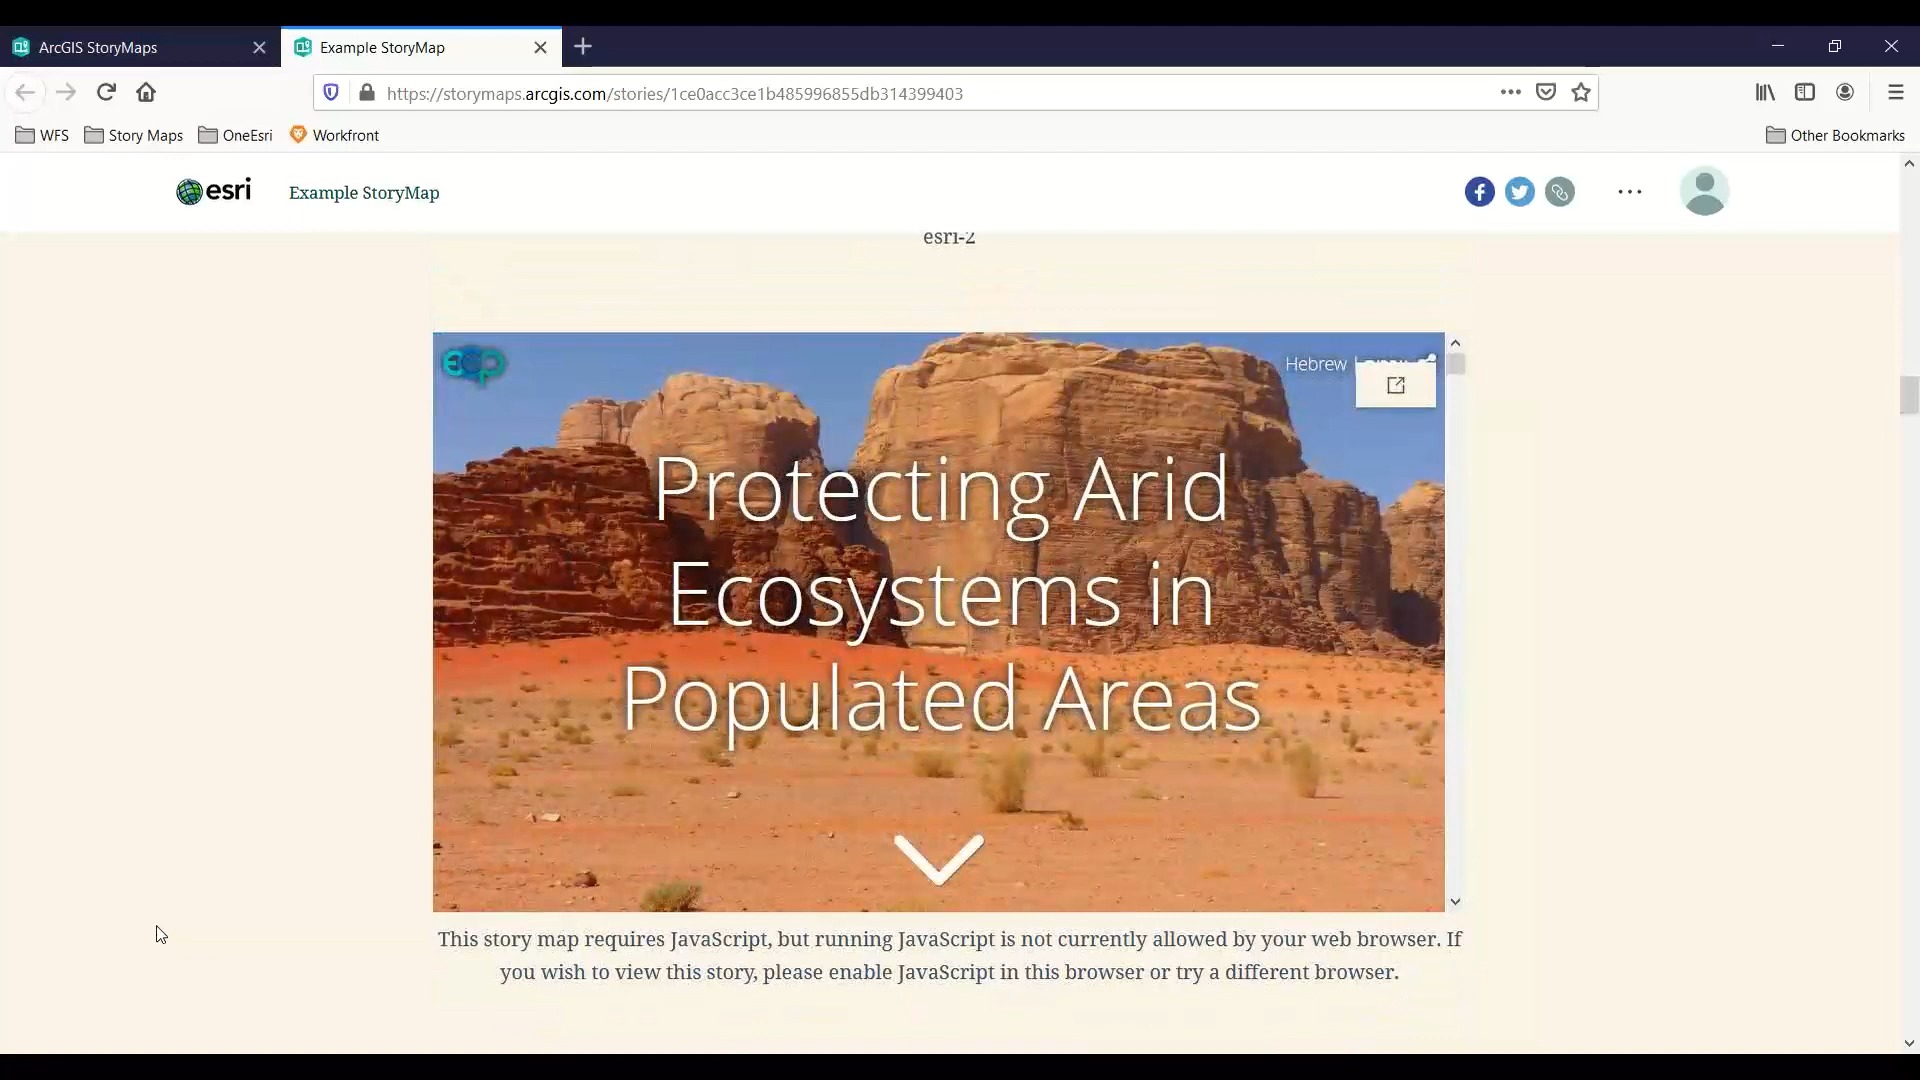 ArcGIS StoryMaps
Example StoryMap
https://storymaps.arcgis.com/stories/1ce0acc3ce1b485996855db314399403
WFS
Story Maps
OneEsri
Workfront
Other Bookmarks
esri
Example StoryMap
esri-2
ecp
Hebrew
Protecting Arid
Ecosystems in
Populated Areas
This story map requires JavaScript, but running JavaScript is not currently allowed by your web browser. If
you wish to view this story, please enable JavaScript in this browser or try a different browser.